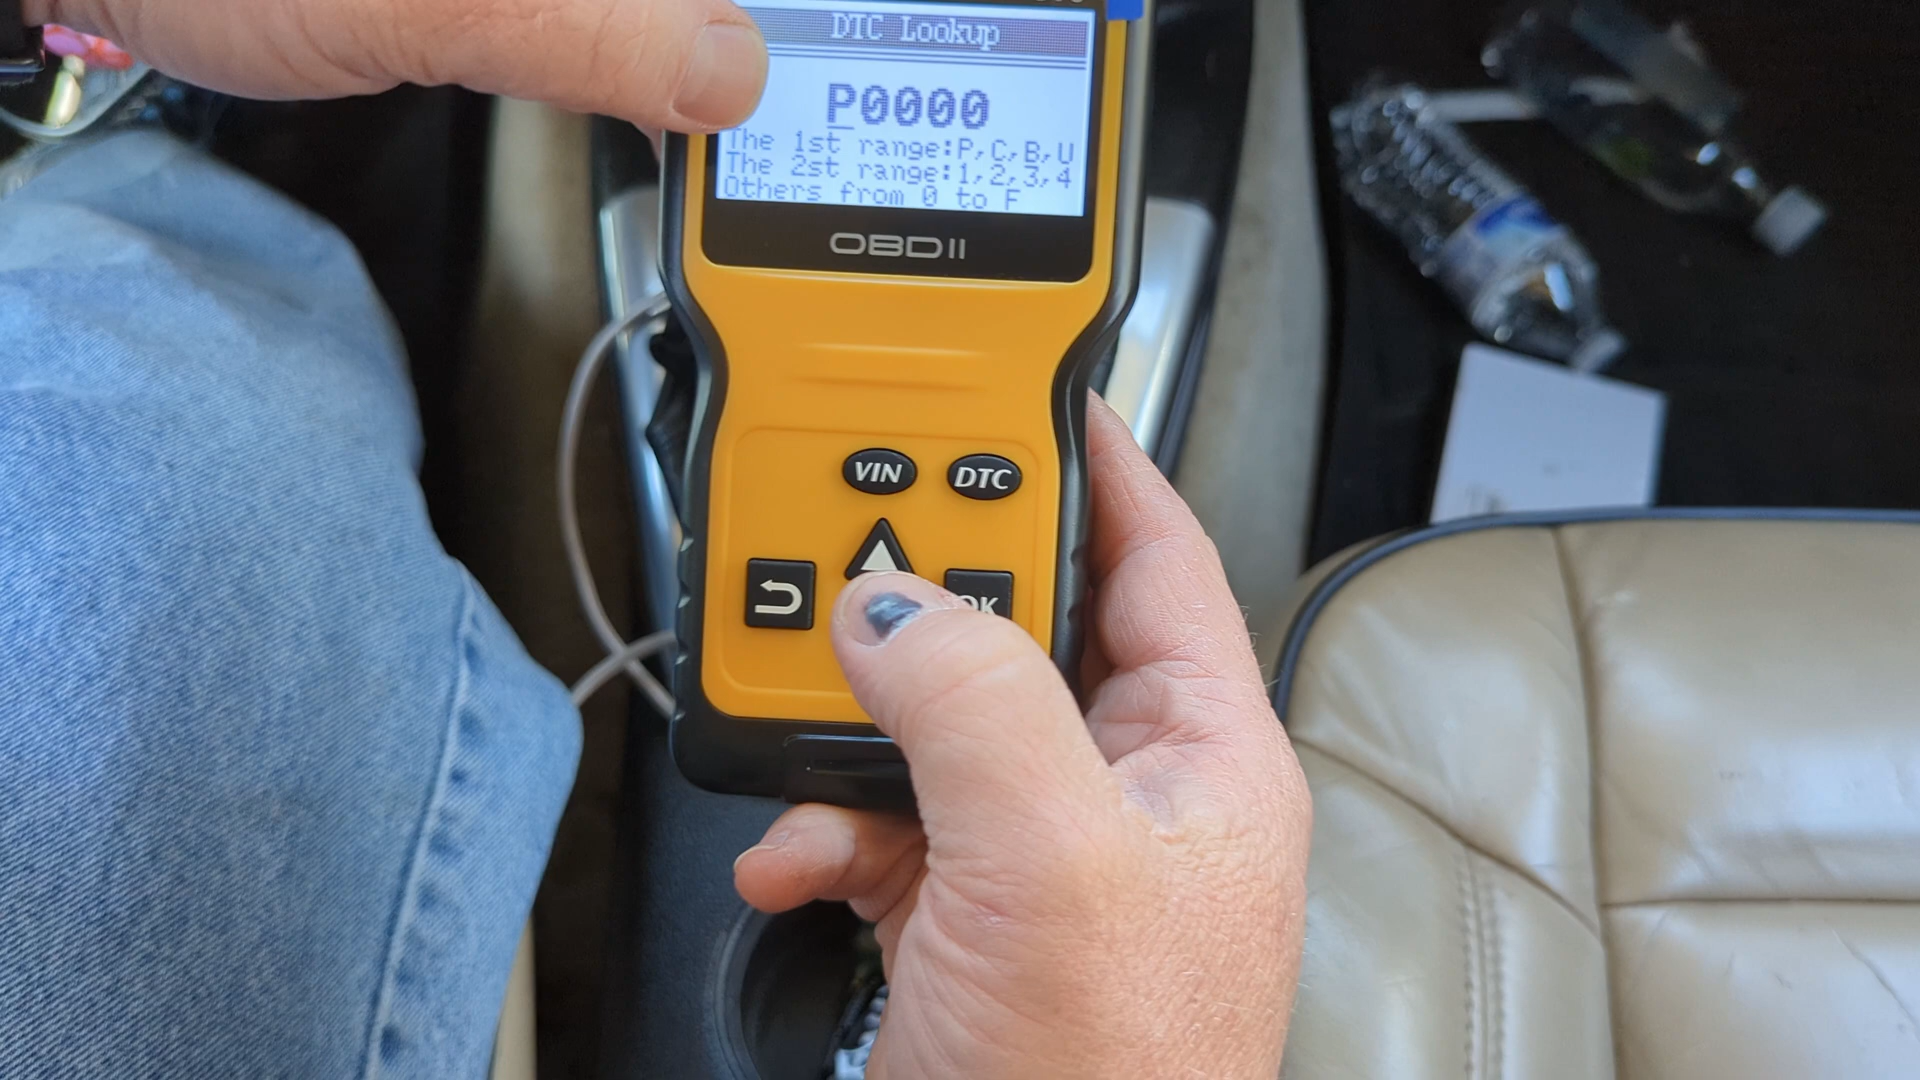 DTC Lookup
P0000
The 1st range:P,C,B,U
The 2st range:1,2,3,4
Others from 0 to F
OBDII
VIN
DTC
OK